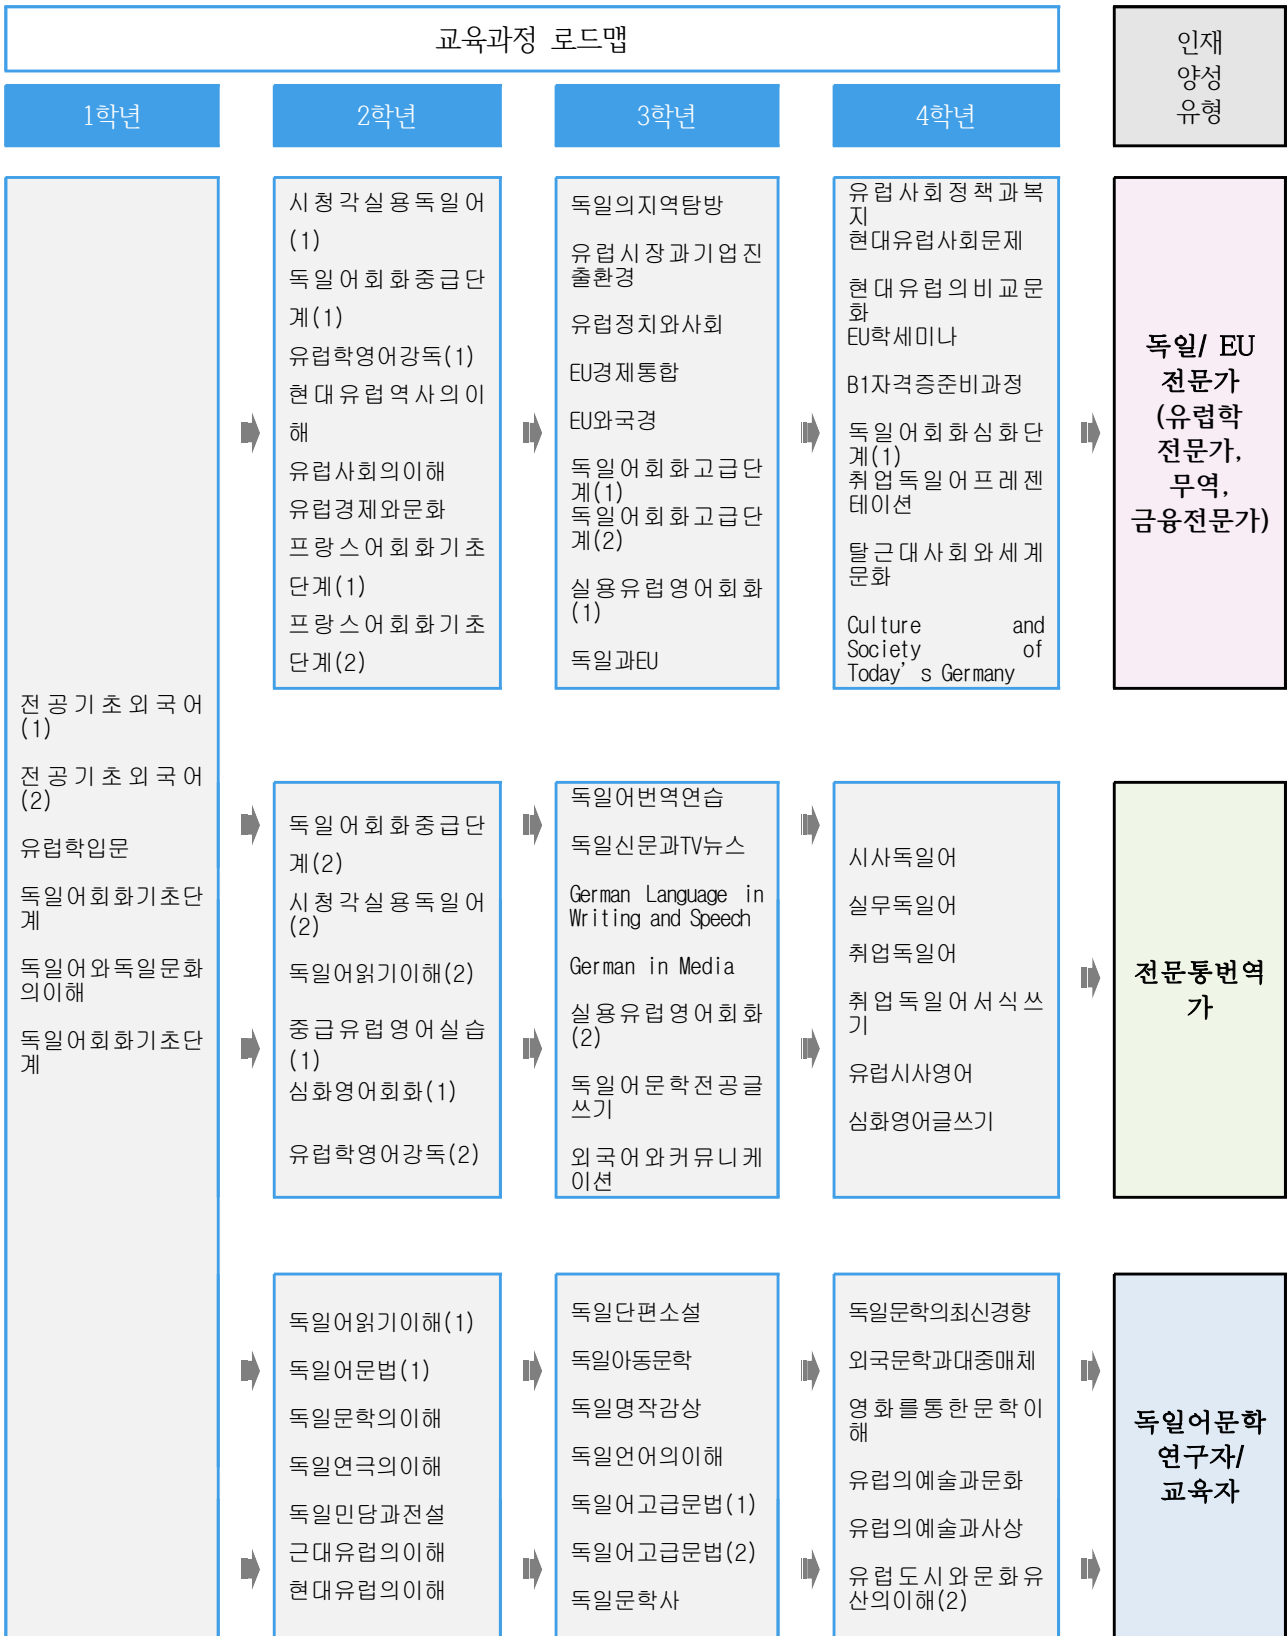 교육과정 로드맵
인재
양성
유형
1학년
2학년
3학년
4학년
전공기초외국어
(1)
전공기초외국어
(2)
유럽학입문
독일어회화기초단
계
독일어와독일문화
의이해
독일어회화기초단
계
시청각실용독일어
(1)
독일어회화중급단
계(1)
유럽학영어강독(1)
현대유럽역사의이
해
유럽사회의이해
유럽경제와문화
프랑스어회화기초
단계(1)
프랑스어회화기초
단계(2)
독일의지역탐방
유럽시장과기업진
출환경
유럽정치와사회
EU경제통합
EU와국경
독일어회화고급단
계(1)
독일어회화고급단
계(2)
실용유럽영어회화
(1)
독일과EU
유럽사회정책과복
지
현대유럽사회문제
현대유럽의비교문
화
EU학세미나
B1자격증준비과정
독일어회화심화단
계(1)
취업독일어프레젠
테이션
탈근대사회와세계
문화
Culture and
Society of
Today’s Germany
독일/ EU
전문가
(유럽학
전문가,
무역,
금융전문가)
독일어회화중급단
계(2)
시청각실용독일어
(2)
독일어읽기이해(2)
중급유럽영어실습
(1)
심화영어회화(1)
유럽학영어강독(2)
독일어번역연습
독일신문과TV뉴스
German Language in
Writing and Speech
German in Media
실용유럽영어회화
(2)
독일어문학전공글
쓰기
외국어와커뮤니케
이션
시사독일어
실무독일어
취업독일어
취업독일어서식쓰
기
유럽시사영어
심화영어글쓰기
전문통번역
가
독일어읽기이해(1)
독일어문법(1)
독일문학의이해
독일연극의이해
독일민담과전설
근대유럽의이해
현대유럽의이해
독일단편소설
독일아동문학
독일명작감상
독일언어의이해
독일어고급문법(1)
독일어고급문법(2)
독일문학사
독일문학의최신경향
외국문학과대중매체
영화를통한문학이
해
유럽의예술과문화
유럽의예술과사상
유럽도시와문화유
산의이해(2)
독일어문학
연구자/
교육자